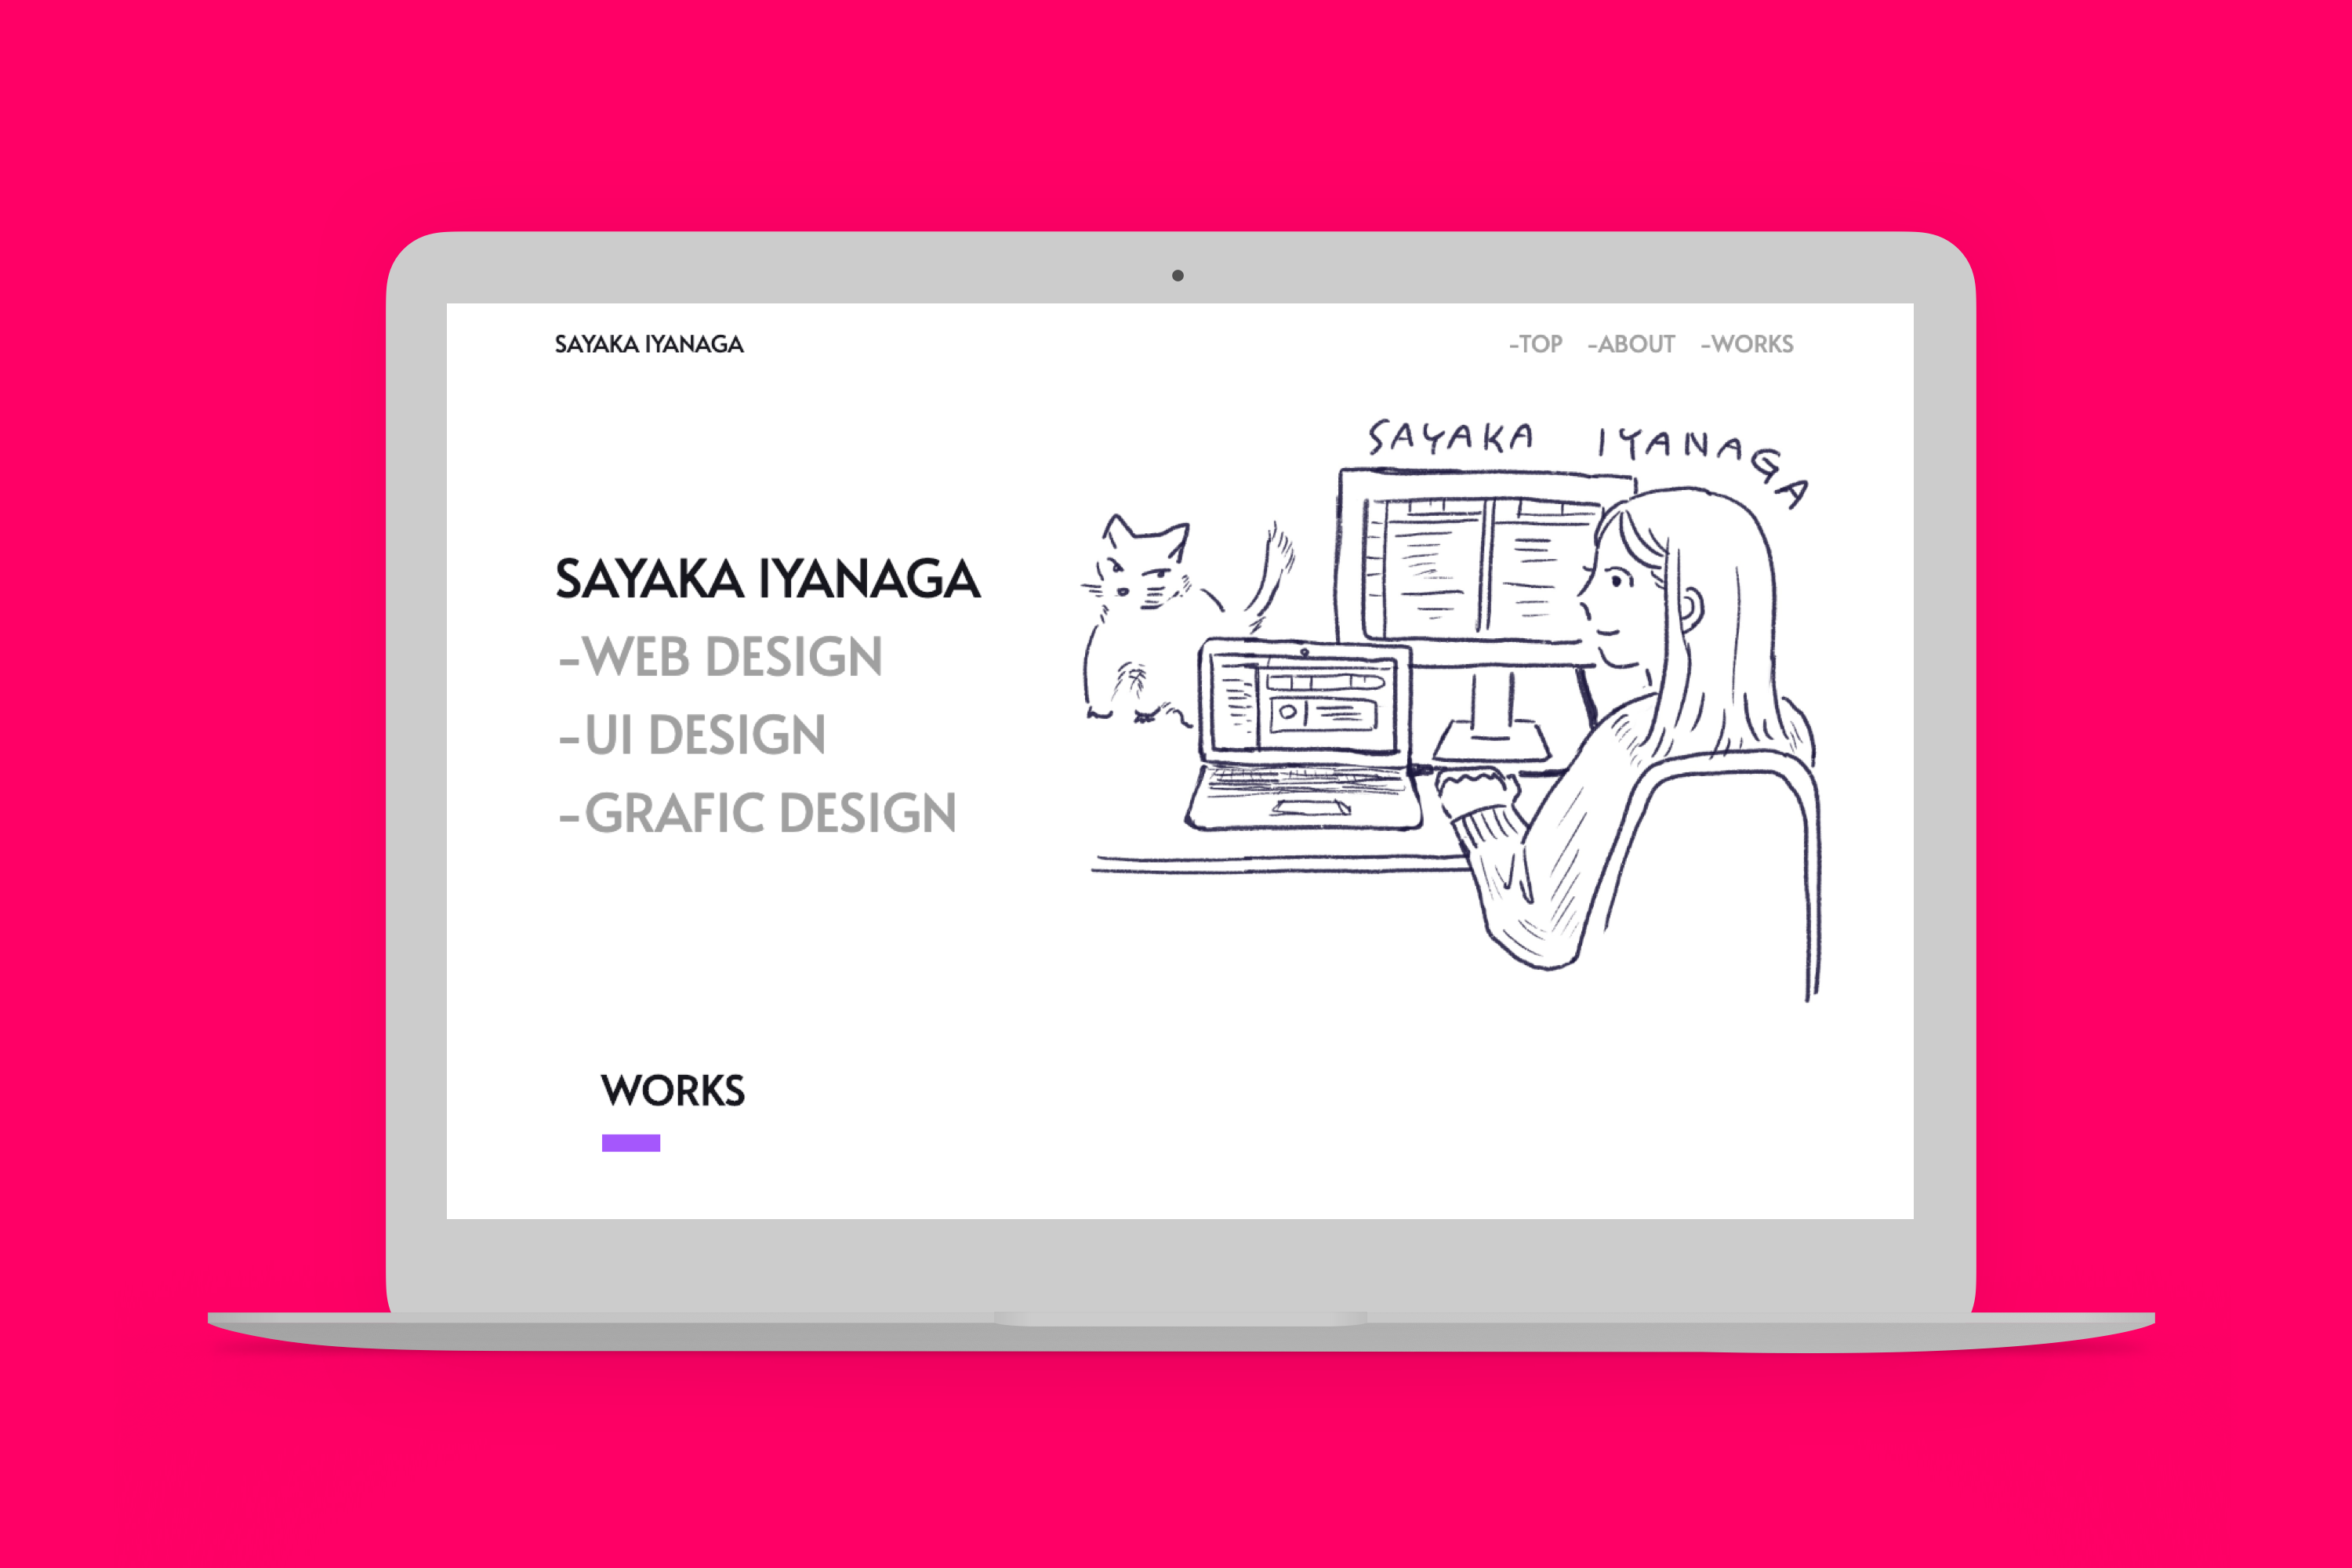 SAYAKA IYANAGA
-TOP -ABOUT -WORKS
SAYAKA IYANAGA
SAYAKA IYANAGA
-WEB DESIGN
-UI DESIGN
-GRAFIC DESIGN
WORKS